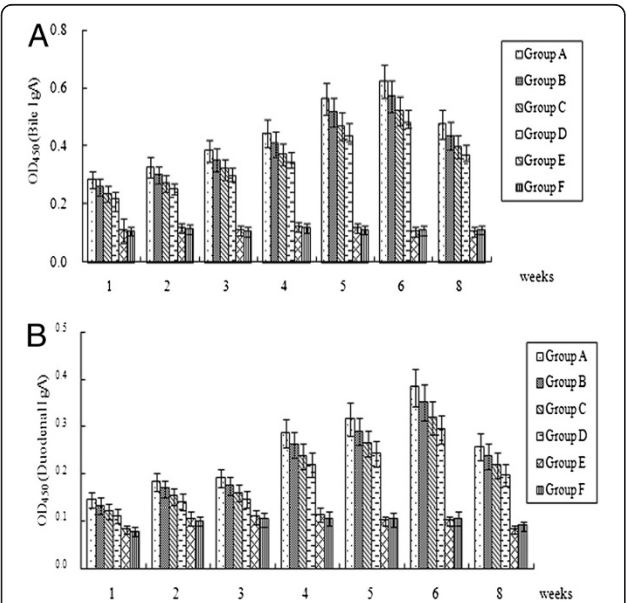 A
0.8
0.6
0.4
0.2
0.0
OD450 (Bile IgA)
Group A
Group B
Group C
Group D
Group E
Group F
1 2 3 4 5 6 8 weeks
B
0.5
0.4
0.3
0.2
0.1
0.0
OD450 (Duodenal IgA)
Group A
Group B
Group C
Group D
Group E
Group F
1 2 3 4 5 6 8 weeks